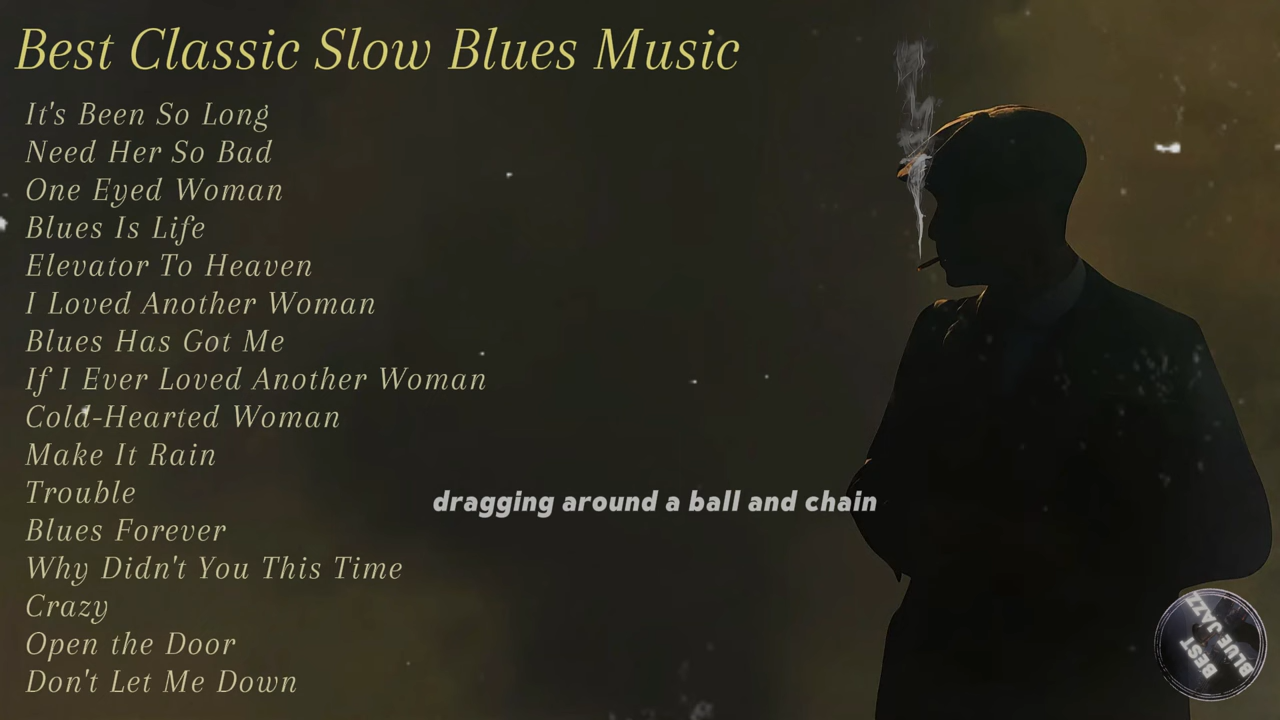 Best Classic Slow Blues Music
It's Been So Long
Need Her So Bad
One Eyed Woman
Blues Is Life
Elevator To Heaven
I Loved Another Woman
Blues Has Got Me
If I Ever Loved Another Woman
Cold-Hearted Woman
Make It Rain
Trouble
dragging around a ball and chain
Blues Forever
Why Didn't You This Time
Crazy
Open the Door
Don't Let Me Down
BEST
BLUE JAZZ